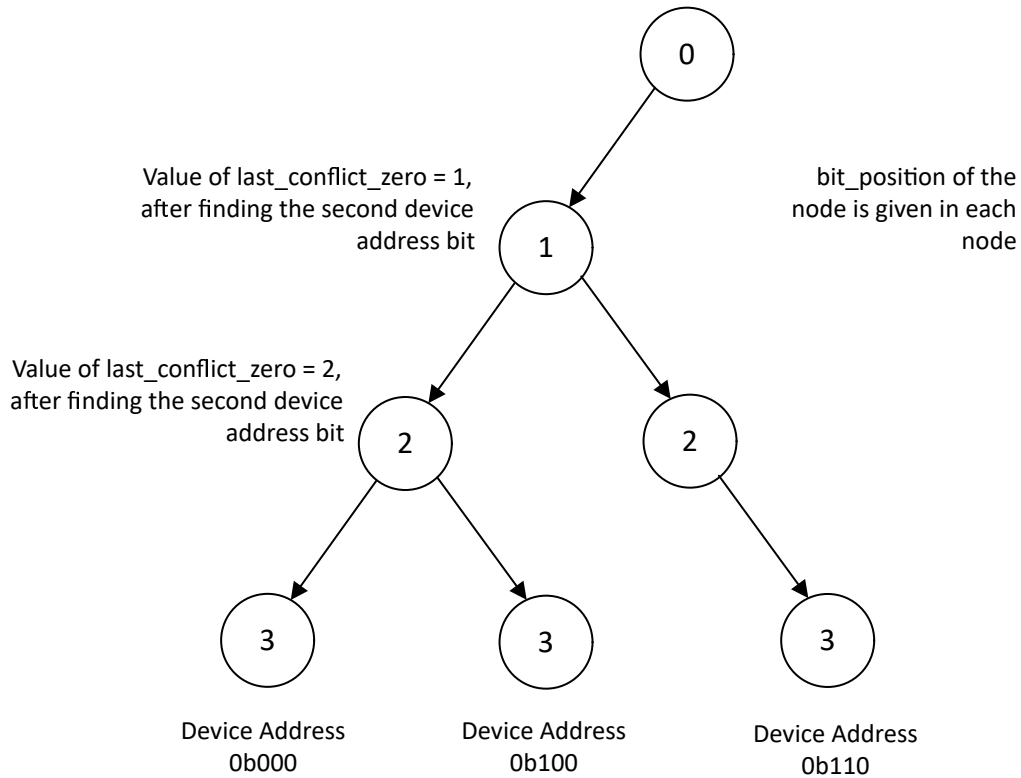 0
Value of last_conflict_zero = 1,
after finding the second device
address bit
bit_position of the
node is given in each
node
1
Value of last_conflict_zero = 2,
after finding the second device
address bit
2
2
3
3
3
Device Address
0b000
Device Address
0b100
Device Address
0b110